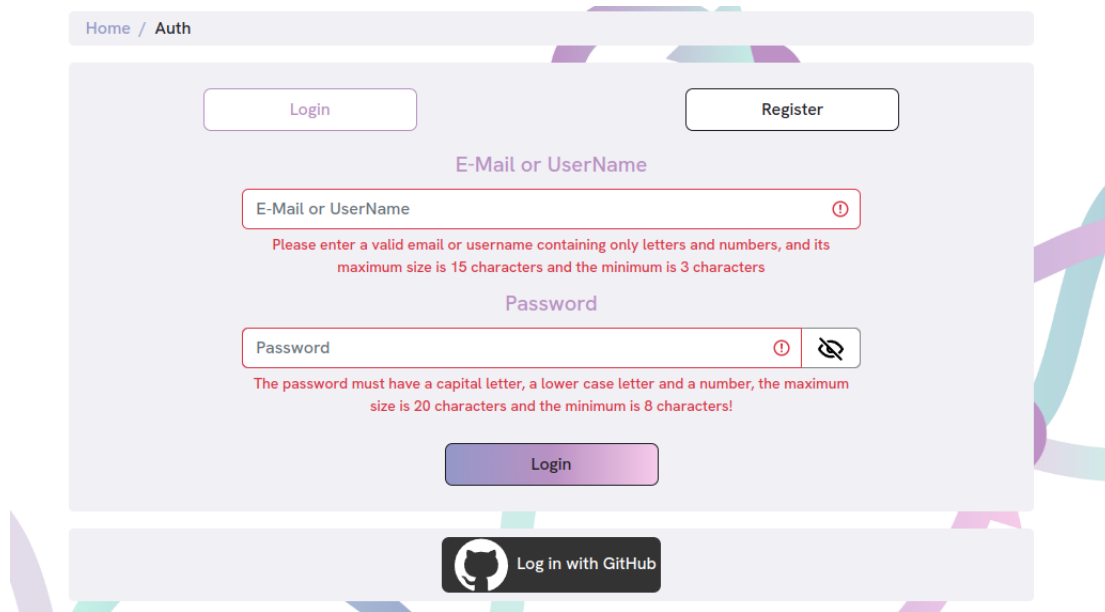 Home / Auth
Login
Register
E-Mail or UserName
E-Mail or UserName
Please enter a valid email or username containing only letters and numbers, and its
maximum size is 15 characters and the minimum is 3 characters
Password
Password
The password must have a capital letter, a lower case letter and a number, the maximum
size is 20 characters and the minimum is 8 characters!
Login
Log in with GitHub